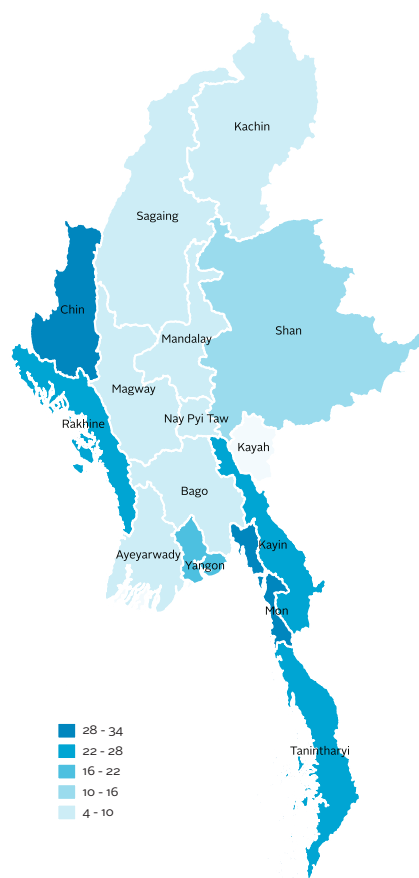 Kachin
Sagaing
Chin
Shan
Mandalay
Magway
Nay Pyi Taw
Rakhine
Kayah
Bago
Kayin
Ayeyarwady
Yangon
Mon
28 - 34
22 - 28
Tanintharyi
16 - 22
10 - 16
4 - 10